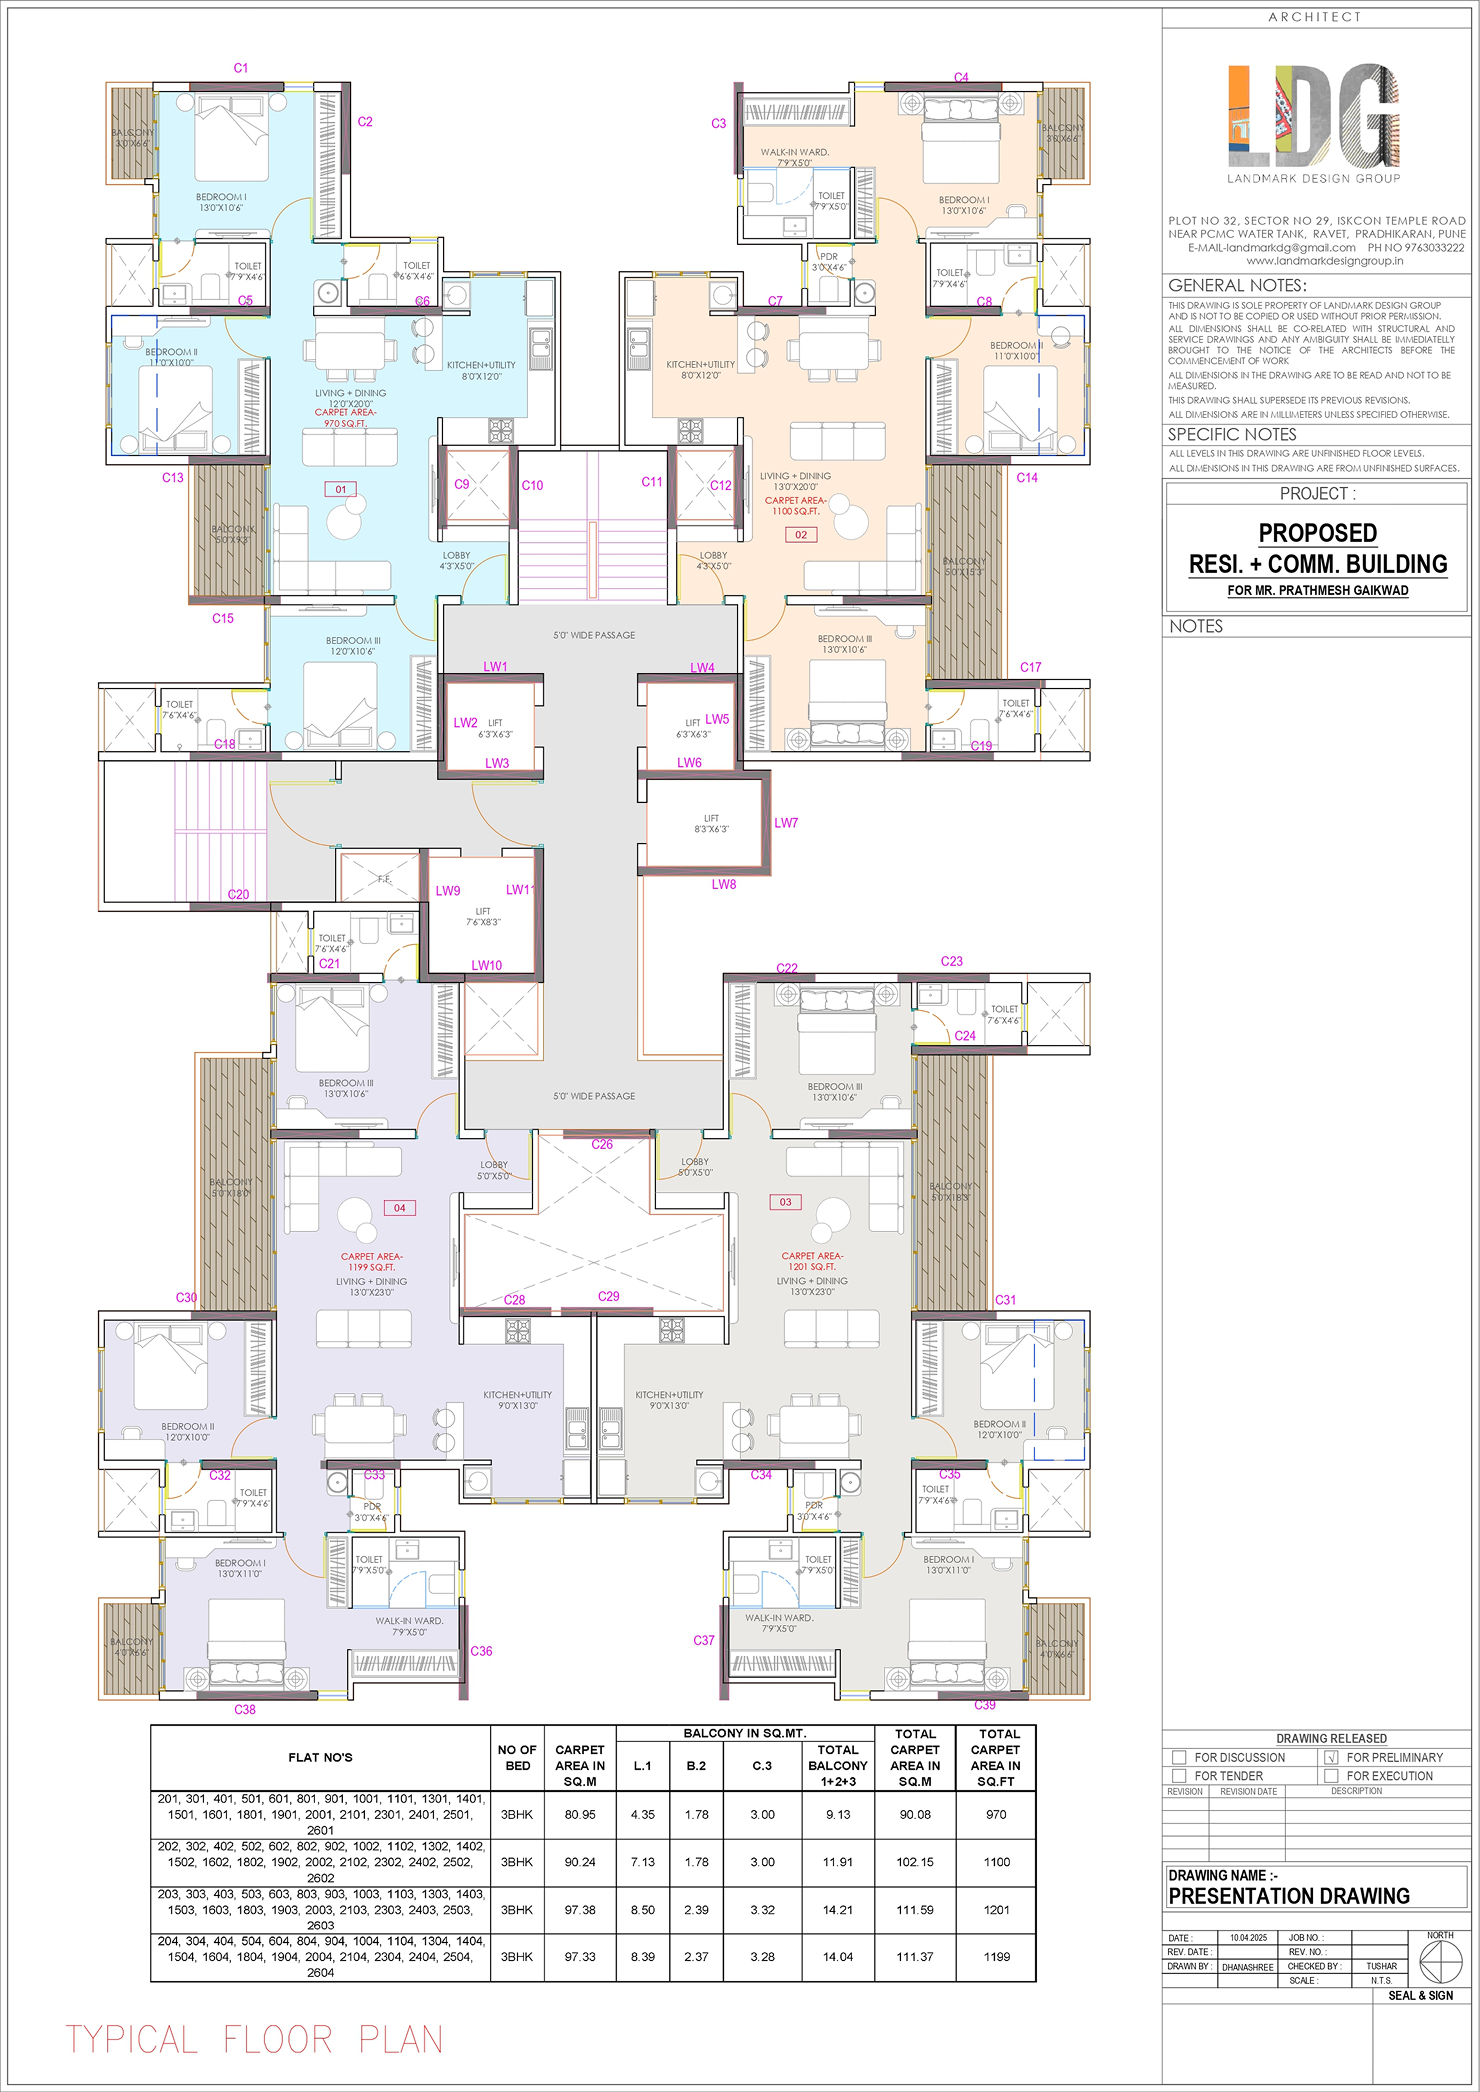 ARCHITECT
LDG
LANDMARK DESIGN GROUP
PLOT NO 32, SECTOR NO 29, ISKCON TEMPLE ROAD
NEAR PCMC WATER TANK, RAVET, PRADHIKARAN, PUNE
E-MAIL-landmarkdg@gmail.com PH NO 9763033222
www.landmarkdesigngroup.in
GENERAL NOTES:
THIS DRAWING IS SOLE PROPERTY OF LANDMARK DESIGN GROUP
AND IS NOT TO BE COPIED OR USED WITHOUT PRIOR PERMISSION.
ALL DIMENSIONS SHALL BE CO-RELATED WITH STRUCTURAL AND
SERVICE DRAWINGS AND ANY AMBIGUITY SHALL BE IMMEDIATELLY
BROUGHT TO THE NOTICE OF THE ARCHITECTS BEFORE THE
COMMENCEMENT OF WORK
ALL DIMENSIONS IN THE DRAWING ARE TO BE READ AND NOT TO BE
MEASURED.
THIS DRAWING SHALL SUPERSEDE ITS PREVIOUS REVISIONS.
ALL DIMENSIONS ARE IN MILLIMETERS UNLESS SPECIFIED OTHERWISE.
SPECIFIC NOTES
ALL LEVELS IN THIS DRAWING ARE UNFINISHED FLOOR LEVELS.
ALL DIMENSIONS IN THIS DRAWING ARE FROM UNFINISHED SURFACES.
PROJECT :
PROPOSED
RESI. + COMM. BUILDING
FOR MR. PRATHMESH GAIKWAD
NOTES
C1
C2
BALCONY
3'0"X6'6"
BEDROOM I
13'0"X10'6"
TOILET
7'9"X4'6"
TOILET
6'6"X4'6"
C5
C6
BEDROOM II
11'0"X10'0"
KITCHEN+UTILITY
8'0"X12'0"
LIVING + DINING
12'0"X20'0"
CARPET AREA-
970 SQ.FT.
C13
01
C9
C10
BALCONY
5'0"X9'3"
LOBBY
4'3"X5'0"
C15
BEDROOM III
12'0"X10'6"
TOILET
7'6"X4'6"
C18
C3
C4
WALK-IN WARD.
7'9"X5'0"
TOILET
7'9"X5'0"
BEDROOM I
13'0"X10'6"
BALCONY
3'0"X6'6"
PDR
3'0"X4'6"
TOILET
7'9"X4'6"
C7
C8
KITCHEN+UTILITY
8'0"X12'0"
BEDROOM II
11'0"X10'0"
C11
C12
C14
LIVING + DINING
13'0"X20'0"
CARPET AREA-
1100 SQ.FT.
02
LOBBY
4'3"X5'0"
BALCONY
5'0"X15'3"
BEDROOM III
13'0"X10'6"
C17
TOILET
7'6"X4'6"
C19
5'0" WIDE PASSAGE
LW1
LW4
LW2
LIFT
6'3"X6'3"
LW3
LIFT
6'3"X6'3"
LW5
LW6
LIFT
8'3"X6'3"
LW7
LW8
F.F.
C20
LW9
LW11
LIFT
7'6"X8'3"
LW10
TOILET
7'6"X4'6"
C21
C22
C23
TOILET
7'6"X4'6"
C24
BEDROOM III
13'0"X10'6"
BEDROOM III
13'0"X10'6"
5'0" WIDE PASSAGE
C26
LOBBY
5'0"X5'0"
LOBBY
5'0"X5'0"
BALCONY
5'0"X18'0"
04
03
BALCONY
5'0"X18'3"
CARPET AREA-
1199 SQ.FT.
LIVING + DINING
13'0"X23'0"
CARPET AREA-
1201 SQ.FT.
LIVING + DINING
13'0"X23'0"
C30
C28
C29
C31
KITCHEN+UTILITY
9'0"X13'0"
KITCHEN+UTILITY
9'0"X13'0"
BEDROOM II
12'0"X10'0"
BEDROOM II
12'0"X10'0"
C32
C33
C34
C35
TOILET
7'9"X4'6"
PDR
3'0"X4'6"
PDR
3'0"X4'6"
TOILET
7'9"X4'6"
BEDROOM I
13'0"X11'0"
TOILET
7'9"X5'0"
TOILET
7'9"X5'0"
BEDROOM I
13'0"X11'0"
WALK-IN WARD.
7'9"X5'0"
WALK-IN WARD.
7'9"X5'0"
BALCONY
4'0"X6'6"
BALCONY
4'0"X6'6"
C36
C37
C38
C39
FLAT NO'S
NO OF
BED
CARPET
AREA IN
SQ.M
BALCONY IN SQ.MT.
L.1
B.2
C.3
TOTAL
BALCONY
1+2+3
TOTAL
CARPET
AREA IN
SQ.M
TOTAL
CARPET
AREA IN
SQ.FT
201, 301, 401, 501, 601, 801, 901, 1001, 1101, 1301, 1401,
1501, 1601, 1801, 1901, 2001, 2101, 2301, 2401, 2501,
2601
3BHK 80.95 4.35 1.78 3.00 9.13 90.08 970
202, 302, 402, 502, 602, 802, 902, 1002, 1102, 1302, 1402,
1502, 1602, 1802, 1902, 2002, 2102, 2302, 2402, 2502,
2602
3BHK 90.24 7.13 1.78 3.00 11.91 102.15 1100
203, 303, 403, 503, 603, 803, 903, 1003, 1103, 1303, 1403,
1503, 1603, 1803, 1903, 2003, 2103, 2303, 2403, 2503,
2603
3BHK 97.38 8.50 2.39 3.32 14.21 111.59 1201
204, 304, 404, 504, 604, 804, 904, 1004, 1104, 1304, 1404,
1504, 1604, 1804, 1904, 2004, 2104, 2304, 2404, 2504,
2604
3BHK 97.33 8.39 2.37 3.28 14.04 111.37 1199
TYPICAL FLOOR PLAN
DRAWING RELEASED
FOR DISCUSSION
√ FOR PRELIMINARY
FOR TENDER
FOR EXECUTION
REVISION REVISION DATE DESCRIPTION
DRAWING NAME :-
PRESENTATION DRAWING
DATE : 10.04.2025 JOB NO. :
REV. DATE : REV. NO. :
DRAWN BY : DHANASHREE CHECKED BY : TUSHAR
SCALE : N.T.S.
NORTH
SEAL & SIGN